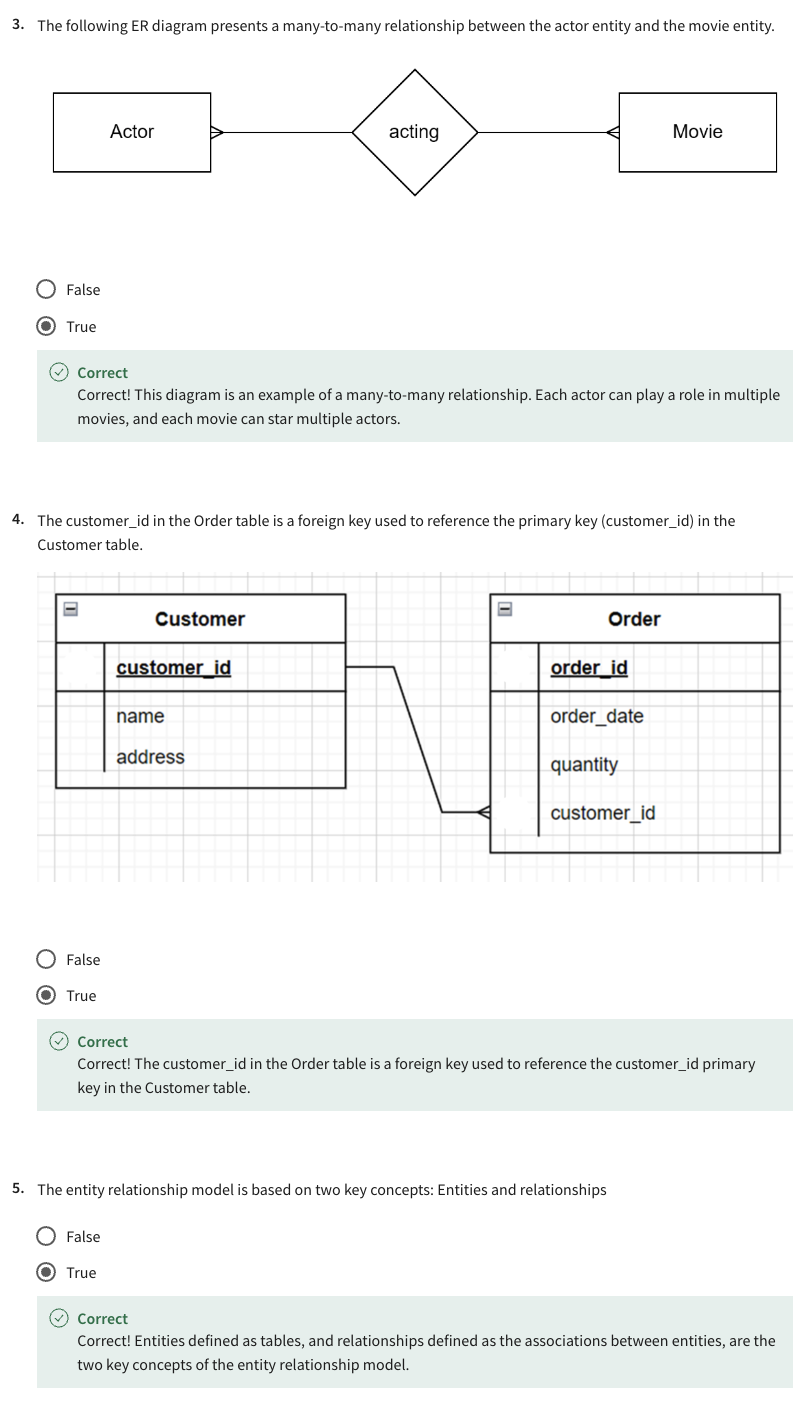 3. The following ER diagram presents a many-to-many relationship between the actor entity and the movie entity.
Actor
acting
Movie
False
True
Correct
Correct! This diagram is an example of a many-to-many relationship. Each actor can play a role in multiple
movies, and each movie can star multiple actors.
4. The customer_id in the Order table is a foreign key used to reference the primary key (customer_id) in the
Customer table.
Customer
customer_id
name
address
Order
order_id
order_date
quantity
customer_id
False
True
Correct
Correct! The customer_id in the Order table is a foreign key used to reference the customer_id primary
key in the Customer table.
5. The entity relationship model is based on two key concepts: Entities and relationships
False
True
Correct
Correct! Entities defined as tables, and relationships defined as the associations between entities, are the
two key concepts of the entity relationship model.